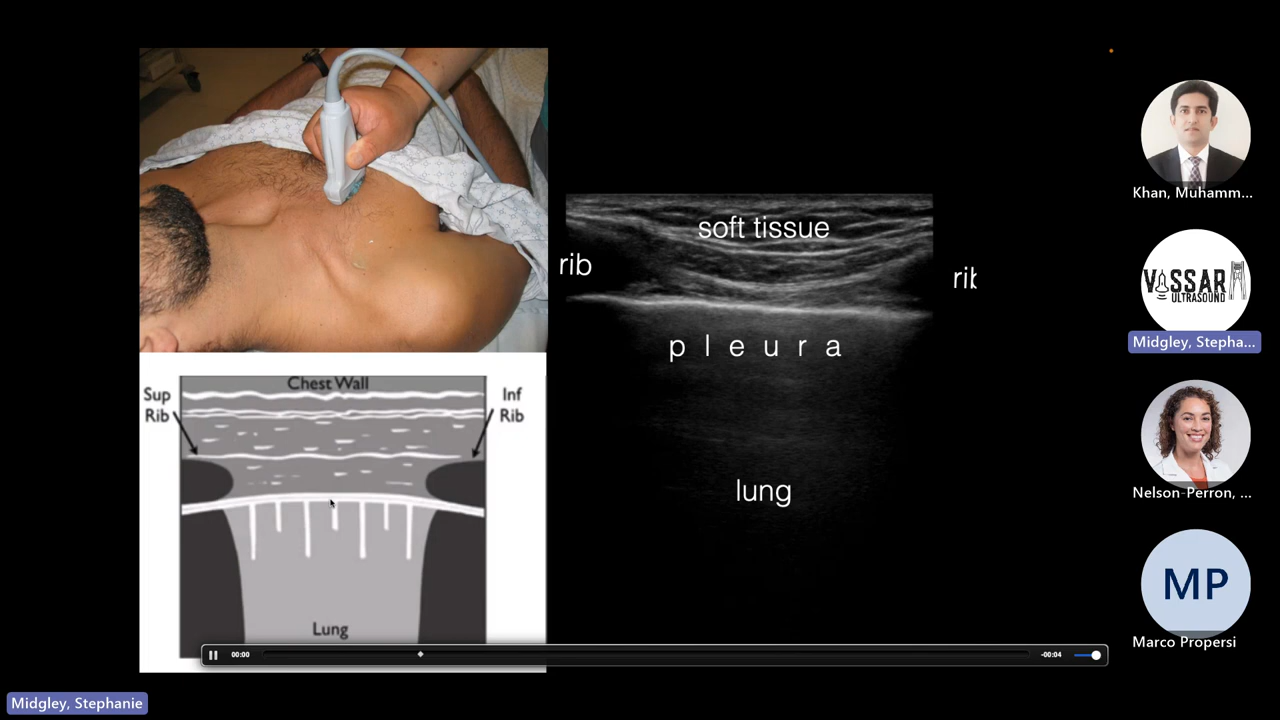 soft tissue
rib
rib
p l e u r a
lung
Chest Wall
Sup
Rib
Inf
Rib
Lung
00:00
-00:04
Khan, Muhamm...
VASSAR
ULTRASOUND
Midgley, Stepha...
Nelson-Perron, ...
MP
Marco Propersi
Midgley, Stephanie